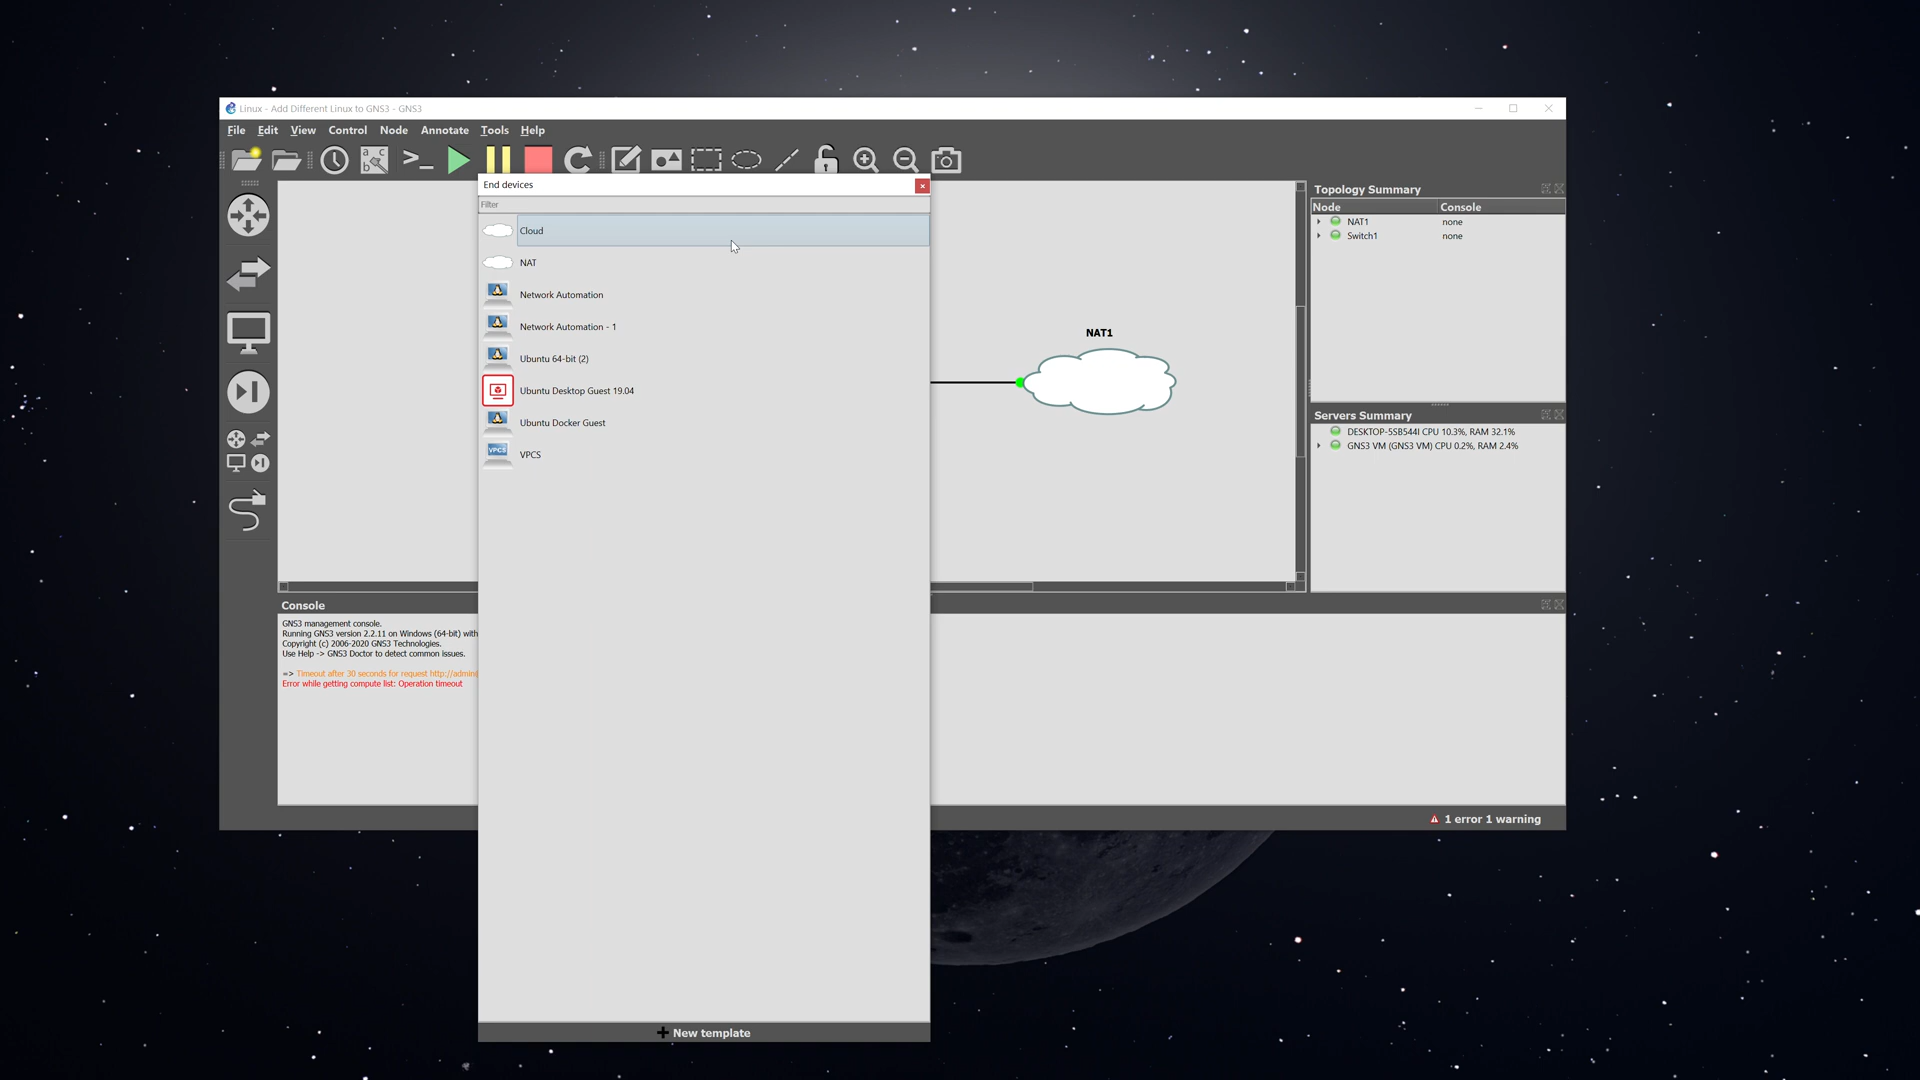 Linux - Add Different Linux to GNS3 - GNS3
File Edit View Control Node Annotate Tools Help
End devices
Filter
Cloud
NAT
Network Automation
Network Automation - 1
Ubuntu 64-bit (2)
Ubuntu Desktop Guest 19.04
Ubuntu Docker Guest
VPCS
VPCS
New template
NAT1
Topology Summary
Node Console
NAT1 none
Switch1 none
Servers Summary
DESKTOP-5SB544I CPU 10.3%, RAM 32.1%
GNS3 VM (GNS3 VM) CPU 0.2%, RAM 2.4%
Console
GNS3 management console.
Running GNS3 version 2.2.11 on Windows (64-bit) with
Copyright (c) 2006-2020 GNS3 Technologies.
Use Help -> GNS3 Doctor to detect common issues.
=> Timeout after 30 seconds for request http://admin
Error while getting compute list: Operation timeout
1 error 1 warning